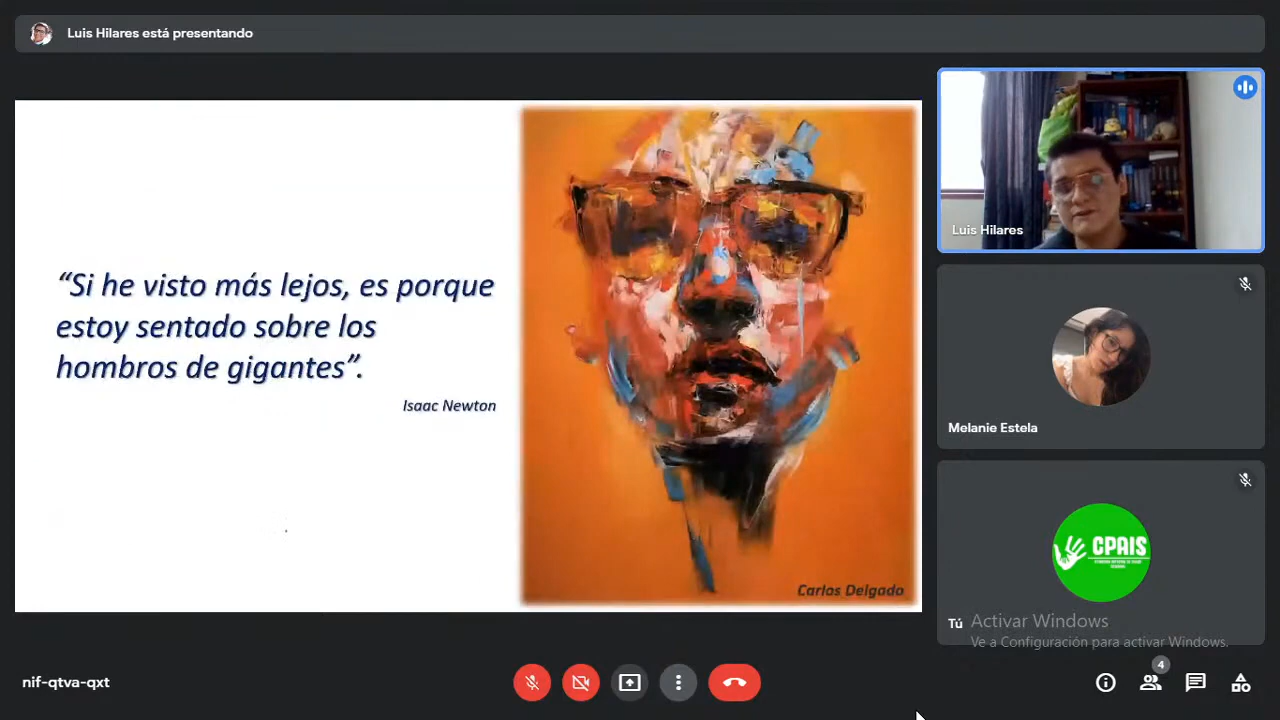 Luis Hilares está presentando
“Si he visto más lejos, es porque
estoy sentado sobre los
hombros de gigantes”.
Isaac Newton
Carlos Delgado
Luis Hilares
Melanie Estela
CPAIS
Tú
Activar Windows
Ve a Configuración para activar Windows.
nif-qtva-qxt
4